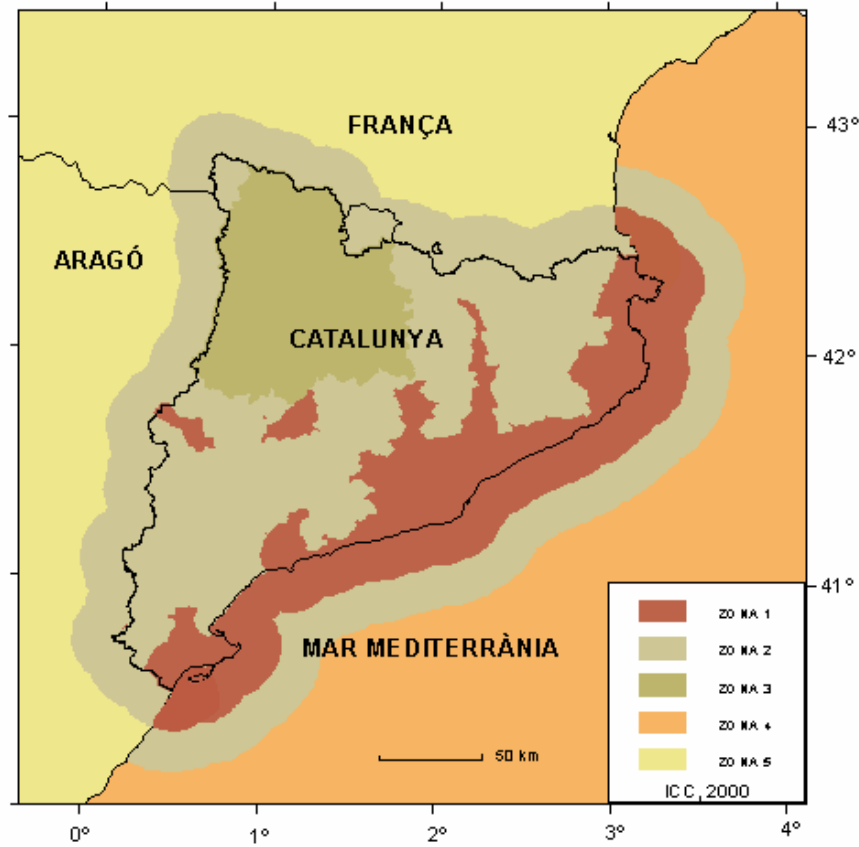 FRANÇA
43°
ARAGÓ
CATALUNYA
42°
41°
MAR MEDITERRÀNIA
50 km
ZONA 1
ZONA 2
ZONA 3
ZONA 4
ZONA 5
ICC, 2000
0° 1° 2° 3° 4°